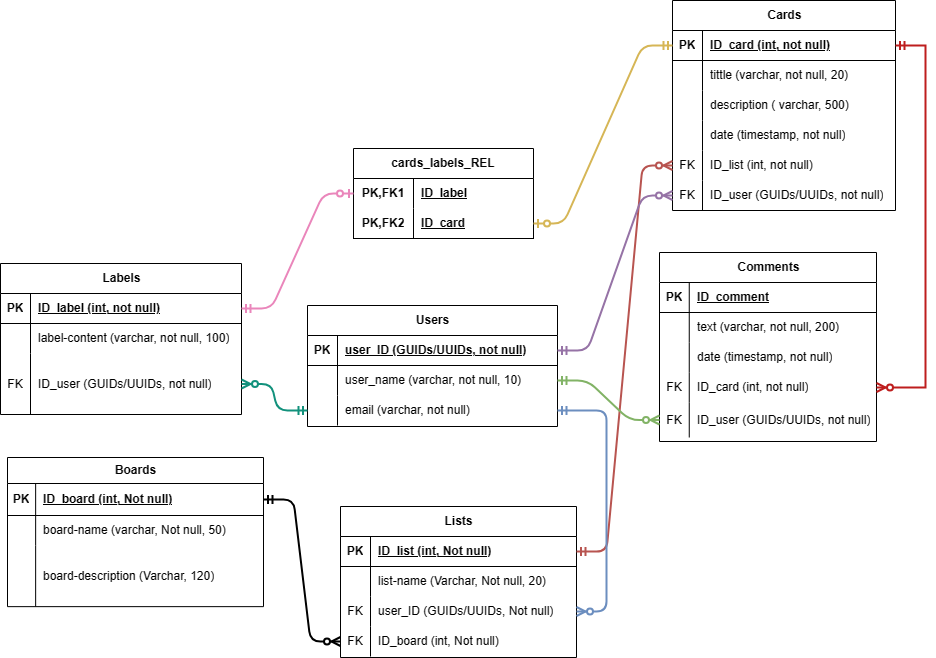 Cards
PK ID_card (int, not null)
tittle (varchar, not null, 20)
description ( varchar, 500)
date (timestamp, not null)
FK ID_list (int, not null)
FK ID_user (GUIDs/UUIDs, not null)
cards_labels_REL
PK,FK1 ID_label
PK,FK2 ID_card
Labels
PK ID_label (int, not null)
label-content (varchar, not null, 100)
FK ID_user (GUIDs/UUIDs, not null)
Users
PK user_ID (GUIDs/UUIDs, not null)
user_name (varchar, not null, 10)
email (varchar, not null)
Comments
PK ID_comment
text (varchar, not null, 200)
date (timestamp, not null)
FK ID_card (int, not null)
FK ID_user (GUIDs/UUIDs, not null)
Boards
PK ID_board (int, Not null)
board-name (varchar, Not null, 50)
board-description (Varchar, 120)
Lists
PK ID_list (int, Not null)
list-name (Varchar, Not null, 20)
FK user_ID (GUIDs/UUIDs, Not null)
FK ID_board (int, Not null)